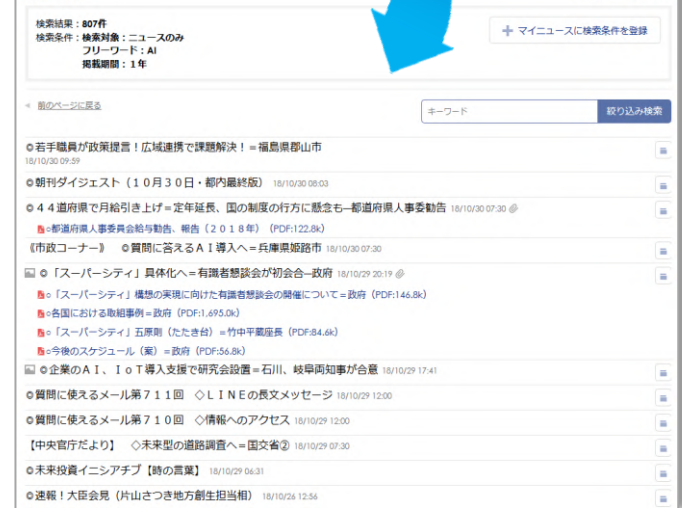 検索結果：807件
検索条件：検索対象：ニュースのみ
フリーワード：AI
掲載期間：1年
＋ マイニュースに検索条件を登録
前のページに戻る
キーワード
絞り込み検索
◎若手職員が政策提言！広域連携で課題解決！＝福島県郡山市
18/10/30 09:59
◎朝刊ダイジェスト（１０月３０日・都内最終版） 18/10/30 08:03
◎４４道府県で月給引き上げ＝定年延長、国の制度の行方に懸念も―都道府県人事委勧告 18/10/30 07:30
○都道府県人事委員会給与勧告、報告（２０１８年） (PDF:122.8k)
《市政コーナー》　◎質問に答えるＡＩ導入へ＝兵庫県姫路市 18/10/30 07:30
◎「スーパーシティ」具体化へ＝有識者懇談会が初会合―政府 18/10/29 20:19
○「スーパーシティ」構想の実現に向けた有識者懇談会の開催について＝政府 (PDF:146.8k)
○各国における取組事例＝政府 (PDF:1,695.0k)
○「スーパーシティ」五原則（たたき台）＝竹中平蔵座長 (PDF:84.6k)
○今後のスケジュール（案）＝政府 (PDF:56.8k)
◎企業のＡＩ、ＩｏＴ導入支援で研究会設置＝石川、岐阜両知事が合意 18/10/29 17:41
◎質問に使えるメール第７１１回　◇ＬＩＮＥの長文メッセージ 18/10/29 12:00
◎質問に使えるメール第７１０回　◇情報へのアクセス 18/10/29 12:00
【中央官庁だより】　◇未来型の道路調査へ＝国交省② 18/10/29 07:30
◎未来投資イニシアチブ【時の言葉】 18/10/29 06:31
◎速報！大臣会見（片山さつき地方創生担当相） 18/10/26 12:56